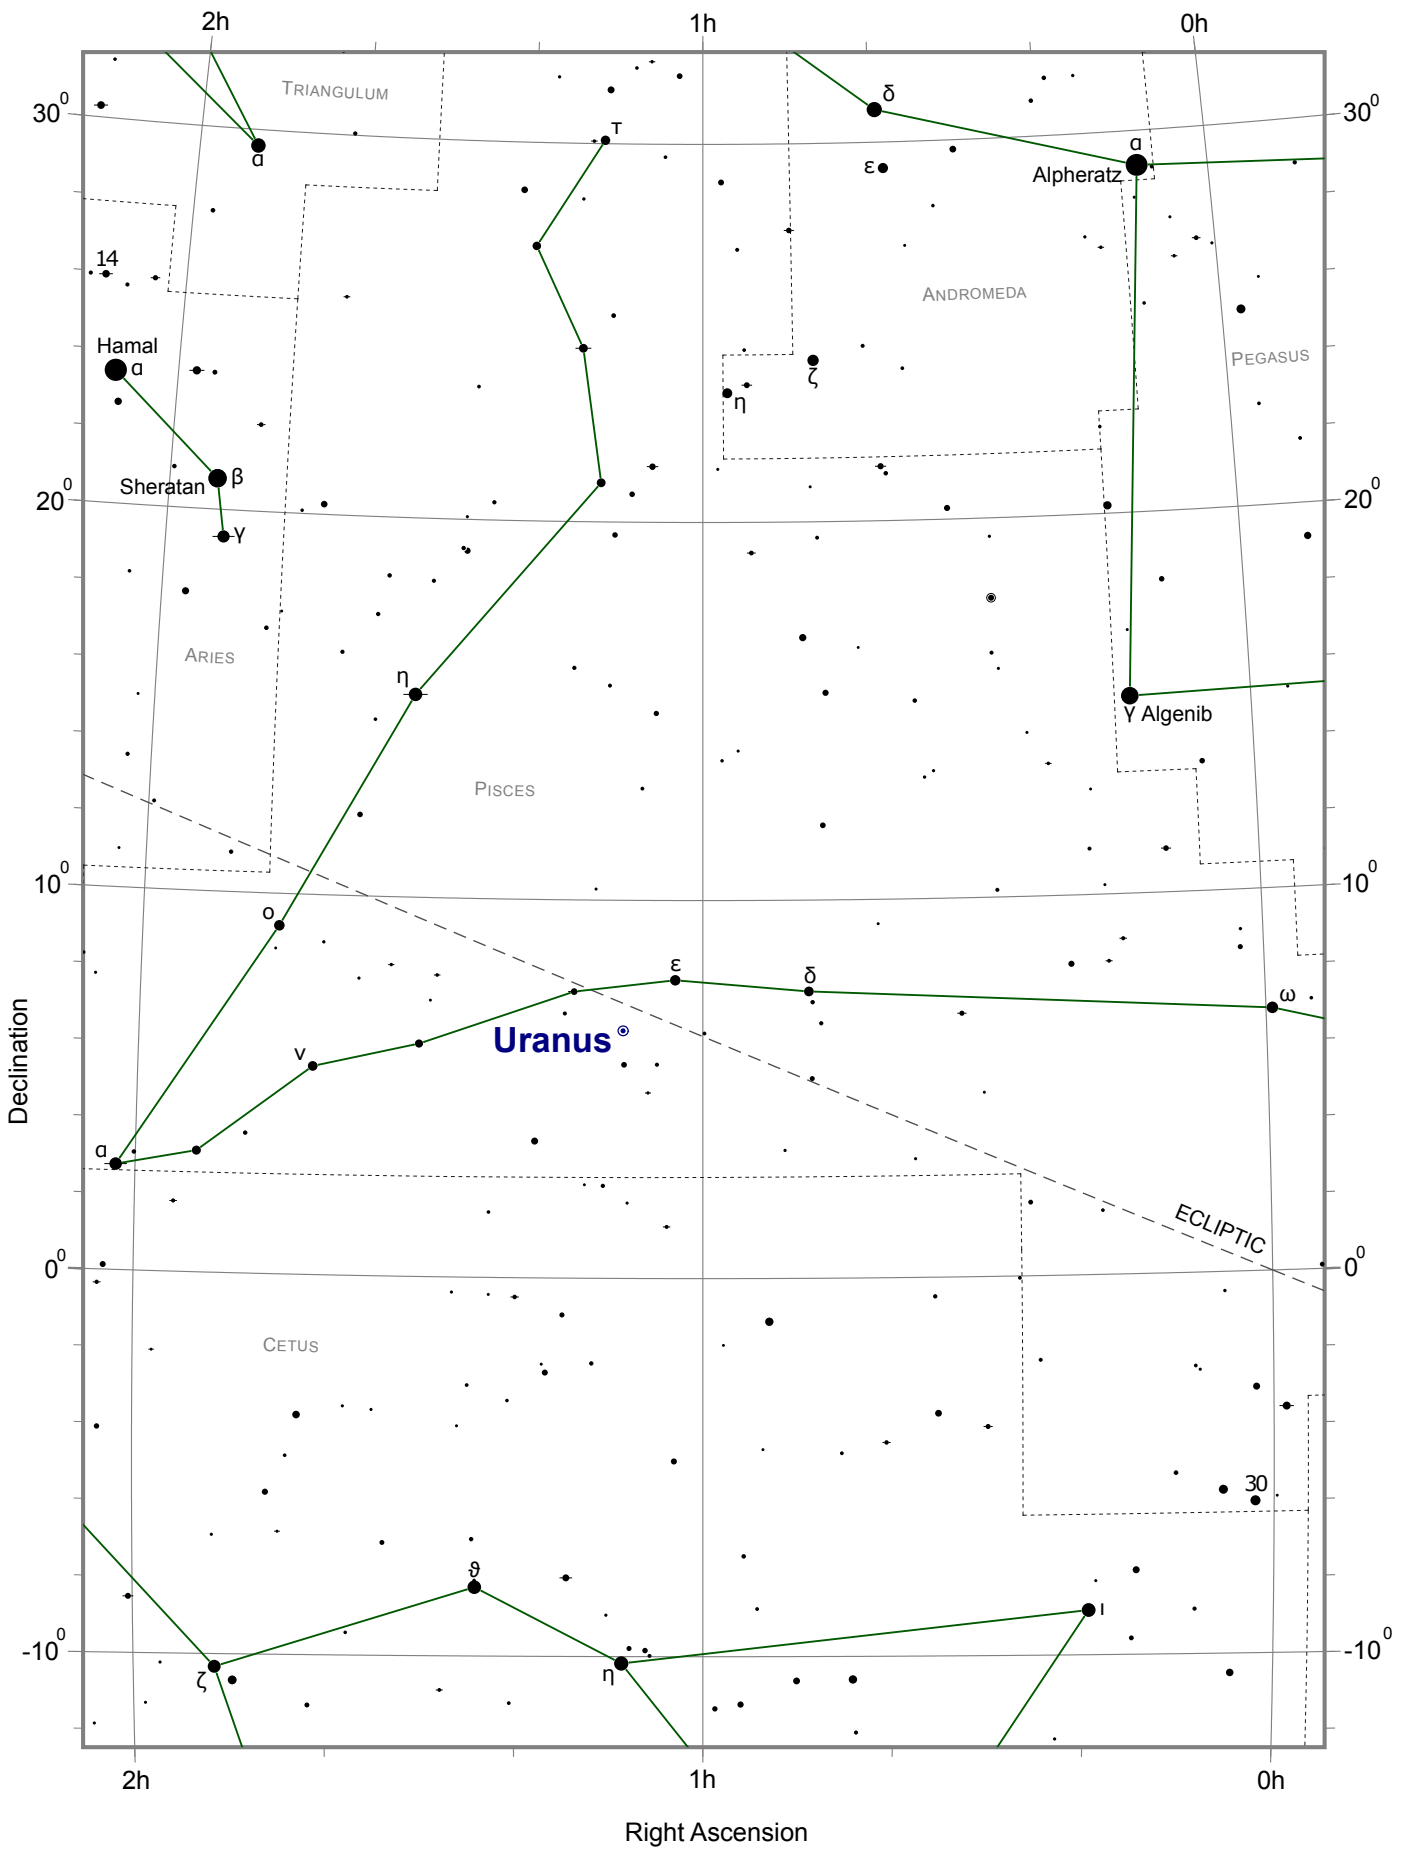 2h 1h 0h
TRIANGULUM
δ
30⁰ 30⁰
τ
α
α
ε
Alpheratz
14
ANDROMEDA
Hamal
α
PEGASUS
ζ
η
β
Sheratan
20⁰ 20⁰
γ
ARIES
η
γ Algenib
PISCES
10⁰ 10⁰
ο
ε
δ
ω
Uranus
ν
Declination
α
ECLIPTIC
0⁰ 0⁰
CETUS
30
ϑ
ι
-10⁰ -10⁰
ζ
η
2h 1h 0h
Right Ascension